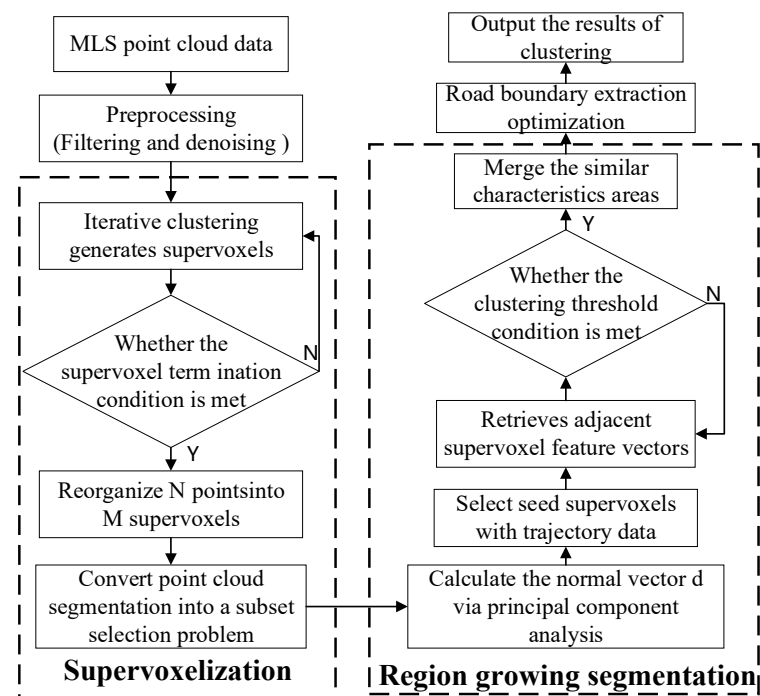 MLS point cloud data
Preprocessing
(Filtering and denoising )
Iterative clustering
generates supervoxels
Whether the
supervoxel term ination
condition is met
N
Y
Reorganize N pointsinto
M supervoxels
Convert point cloud
segmentation into a subset
selection problem
Supervoxelization
Output the results of
clustering
Road boundary extraction
optimization
Merge the similar
characteristics areas
Y
Whether the
clustering threshold
condition is met
N
Retrieves adjacent
supervoxel feature vectors
Select seed supervoxels
with trajectory data
Calculate the normal vector d
via principal component
analysis
Region growing segmentation